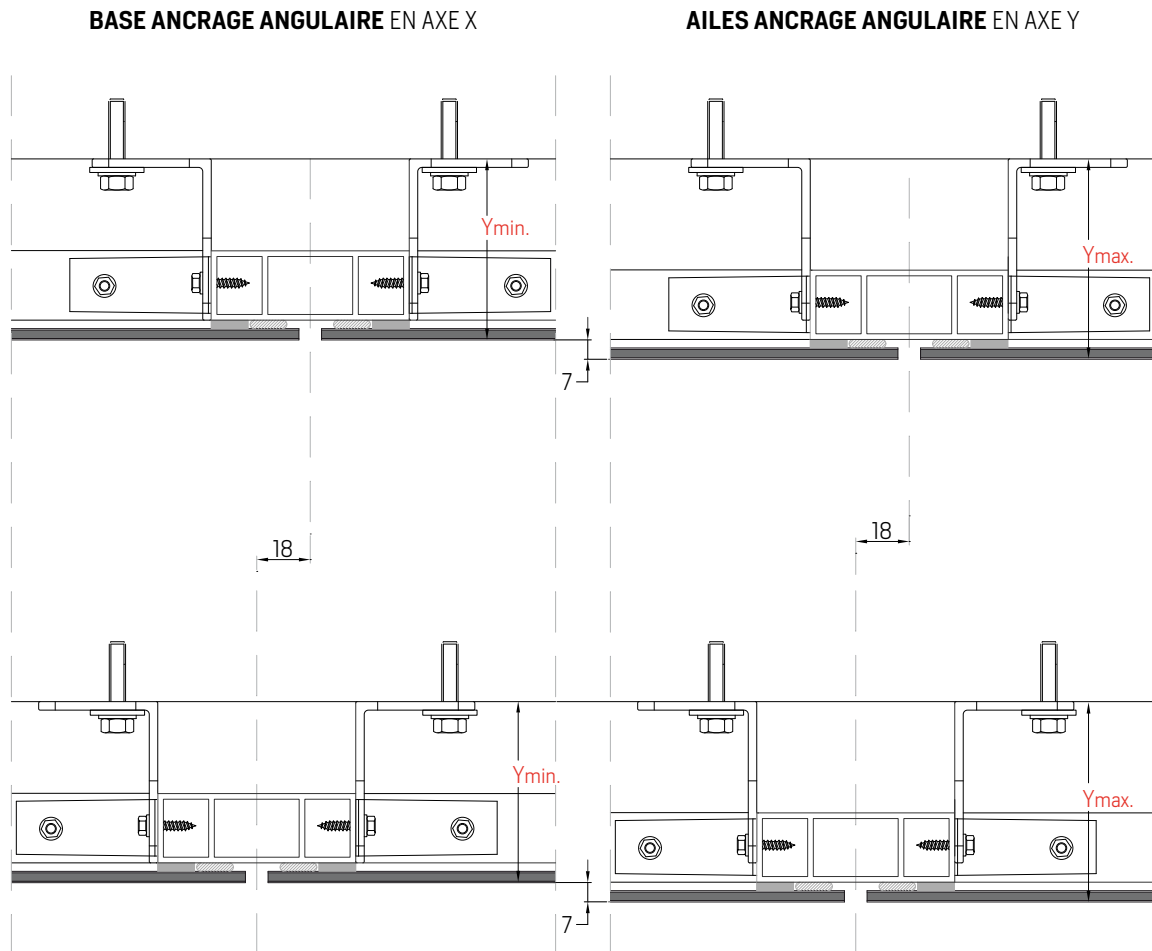 BASE ANCRAGE ANGULAIRE EN AXE X
AILES ANCRAGE ANGULAIRE EN AXE Y
Ymin.
Ymax.
7
18
18
Ymin.
Ymax.
7